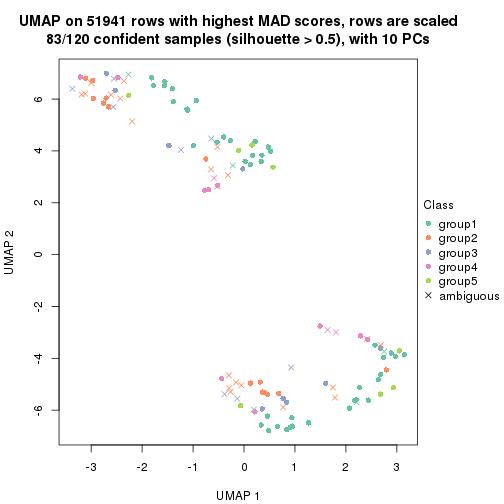 UMAP on 51941 rows with highest MAD scores, rows are scaled
83/120 confident samples (silhouette > 0.5), with 10 PCs
6
4
2
0
-2
-4
-6
UMAP 2
-3
-2
-1
0
1
2
3
UMAP 1
Class
group1
group2
group3
group4
group5
ambiguous